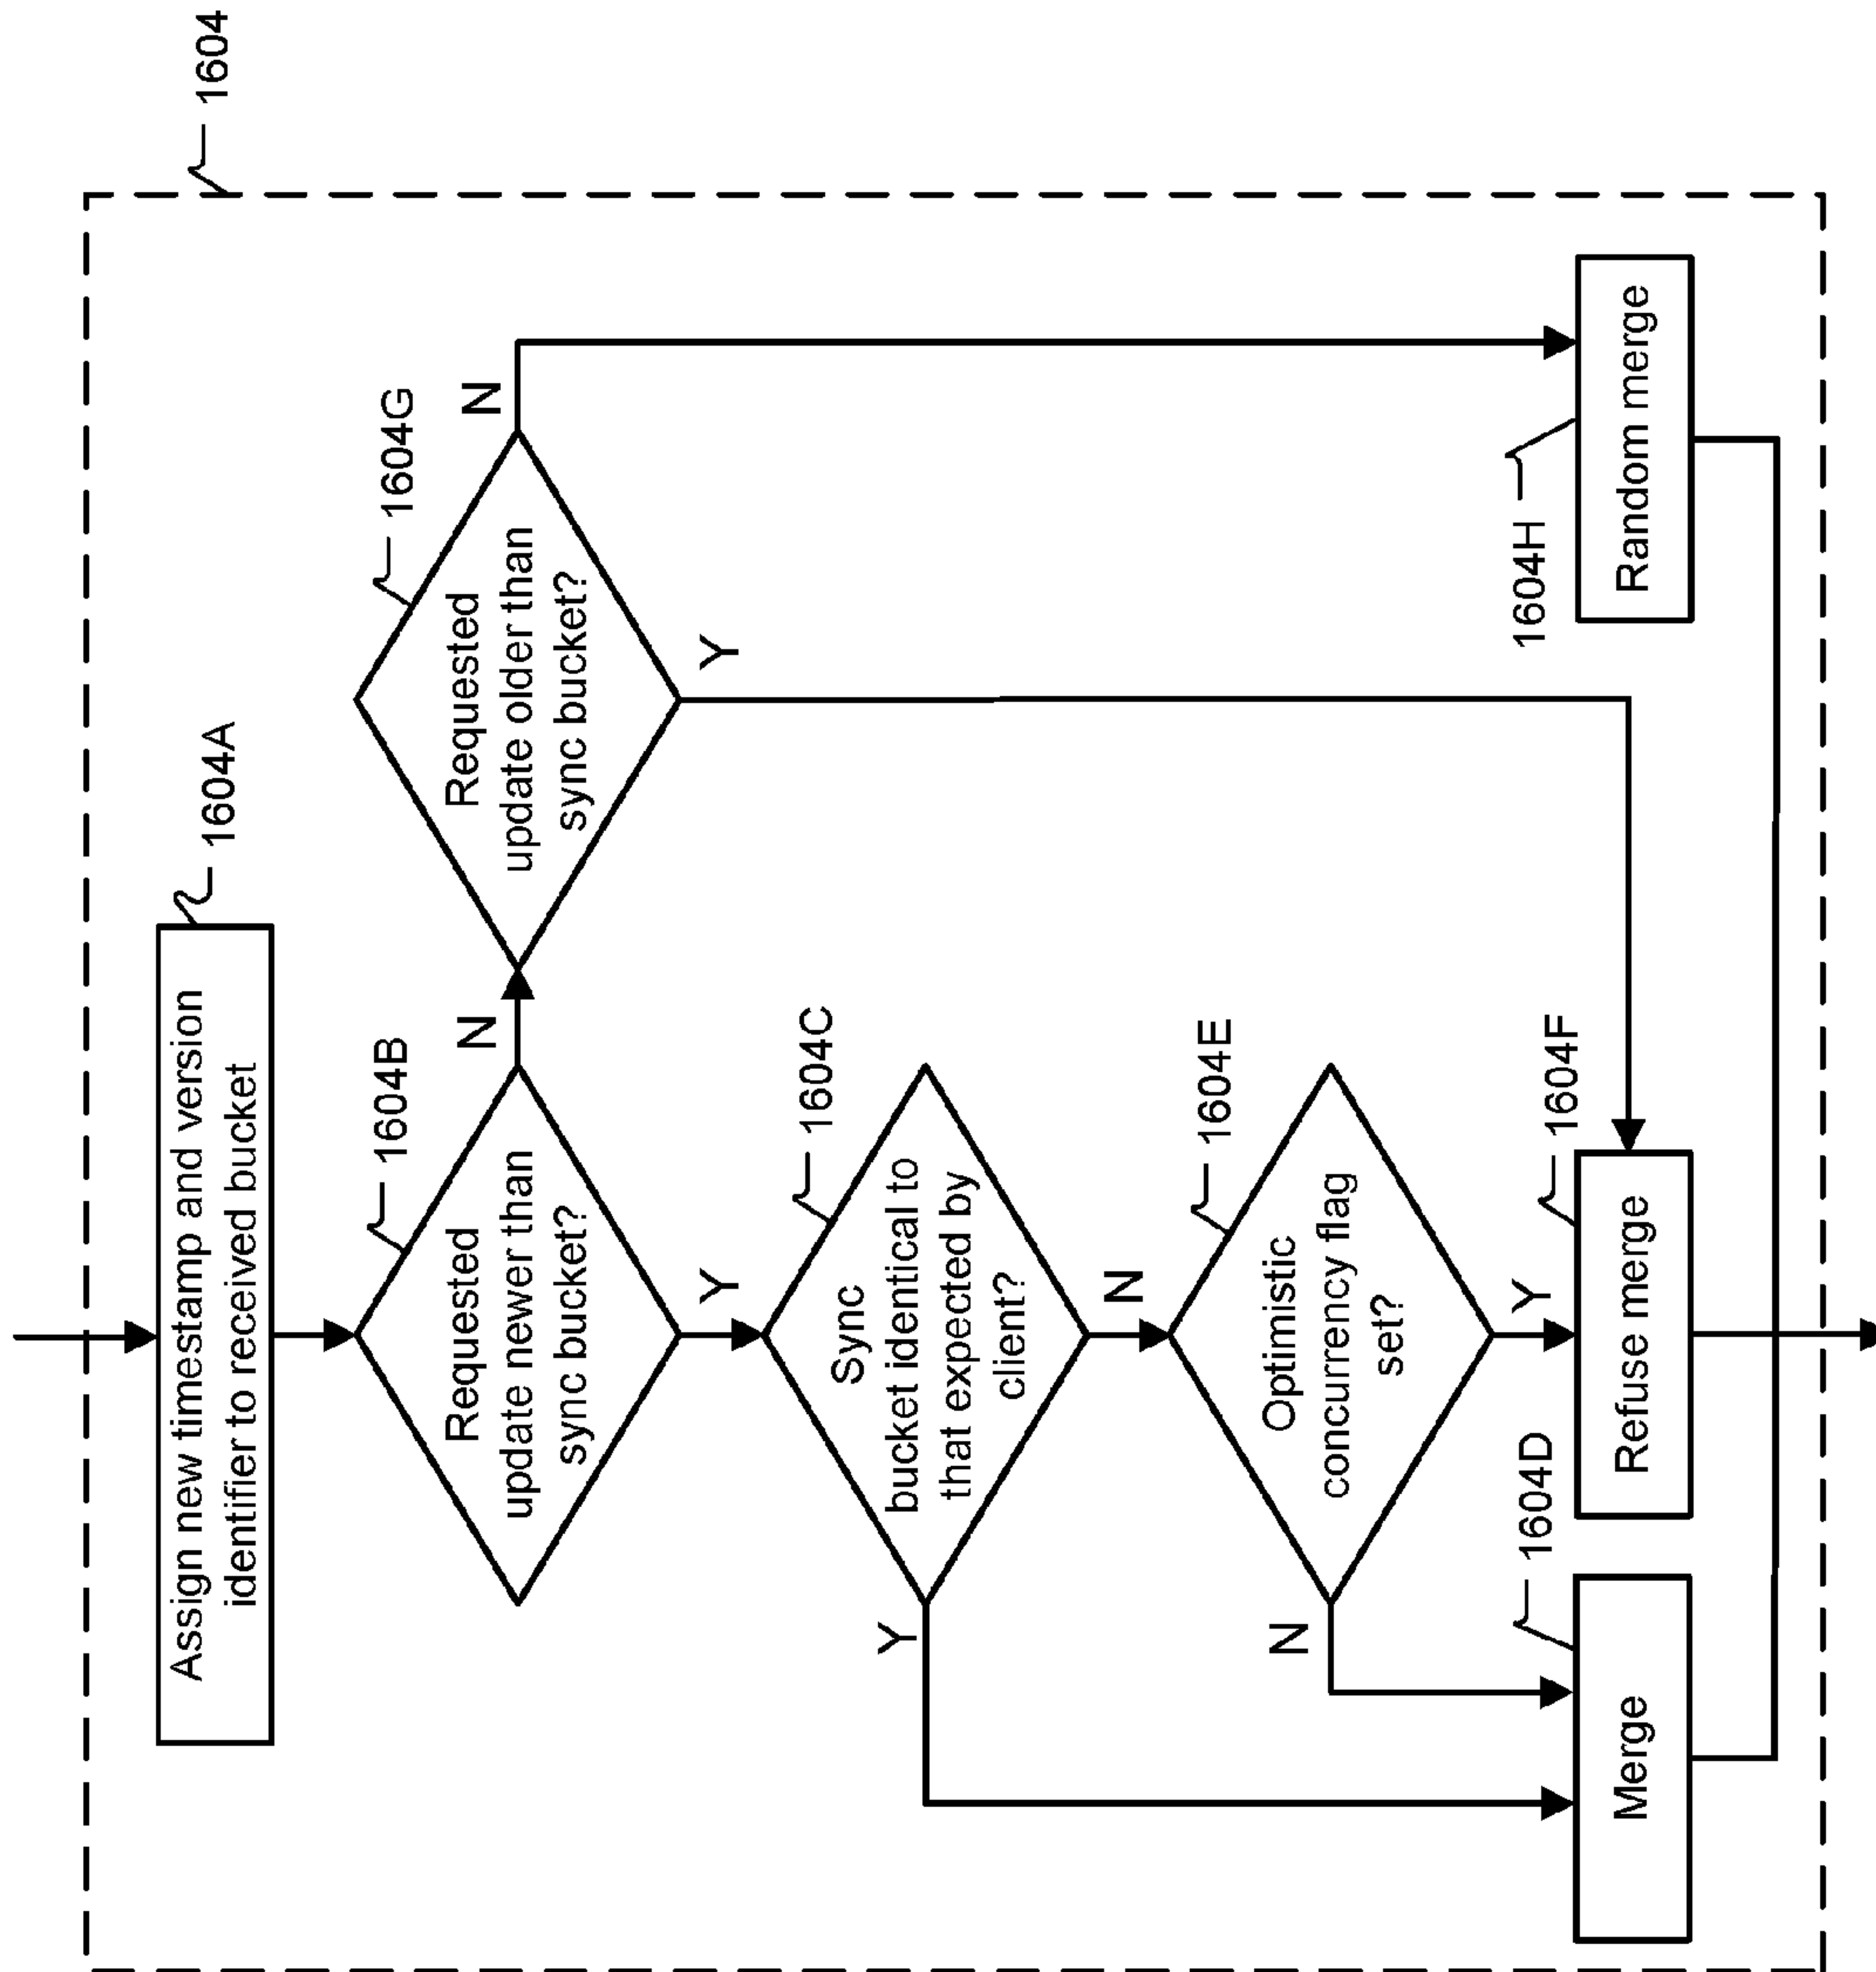 1604
Assign new timestamp and version
identifier to received bucket
1604A
Requested
update newer than
sync bucket?
1604B
N
Y
Requested
update older than
sync bucket?
1604G
N
Y
Sync
bucket identical to
that expected by
client?
1604C
Y
N
Optimistic
concurrency flag
set?
1604E
N
Y
Merge
1604D
Refuse merge
1604F
Random merge
1604H